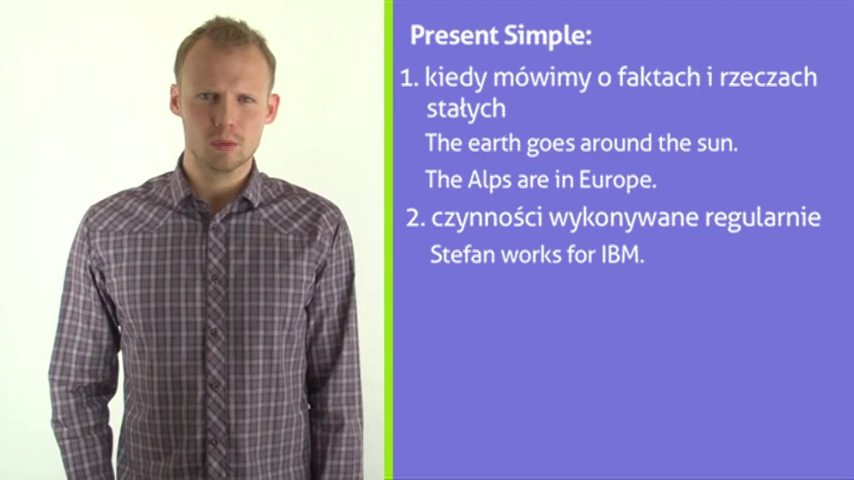 Present Simple:
1. kiedy mówimy o faktach i rzeczach
stałych
The earth goes around the sun.
The Alps are in Europe.
2. czynności wykonywane regularnie
Stefan works for IBM.